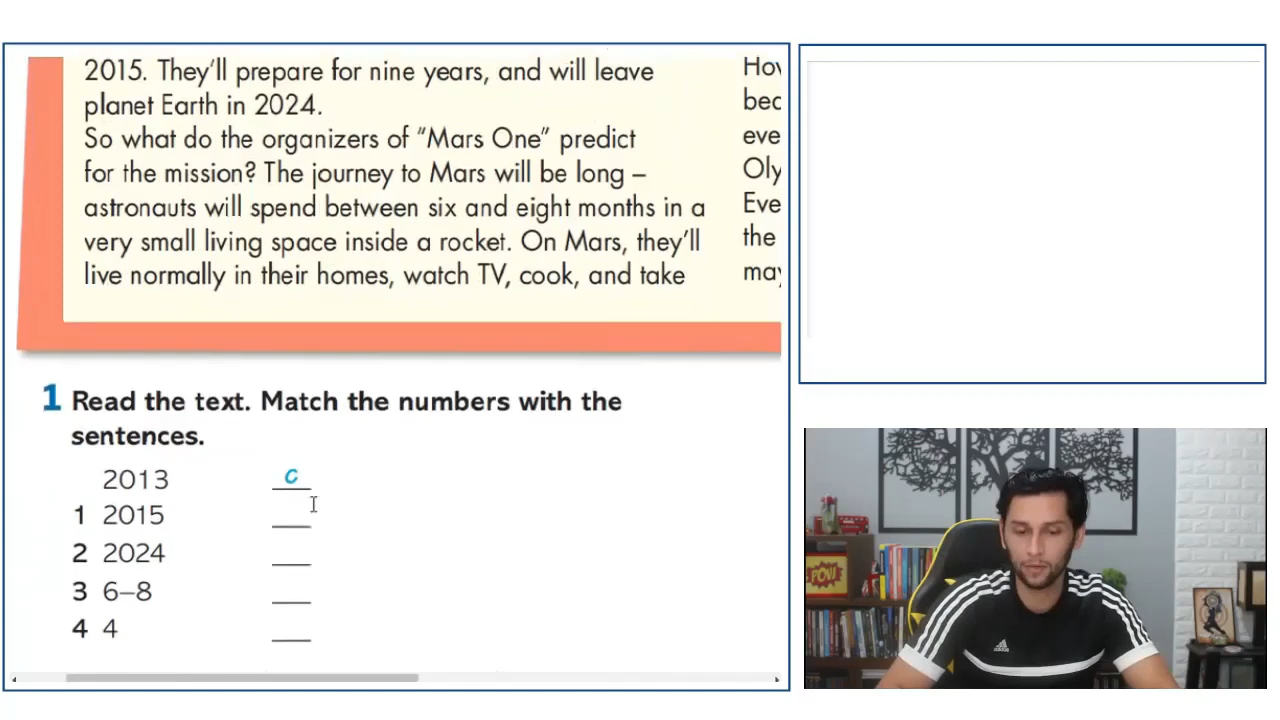 2015. They'll prepare for nine years, and will leave
planet Earth in 2024.
So what do the organizers of “Mars One” predict
for the mission? The journey to Mars will be long –
astronauts will spend between six and eight months in a
very small living space inside a rocket. On Mars, they'll
live normally in their homes, watch TV, cook, and take
Eve
the
1 Read the text. Match the numbers with the
sentences.
2013 c
1 2015
2 2024
3 6–8
4 4
POW
adidas